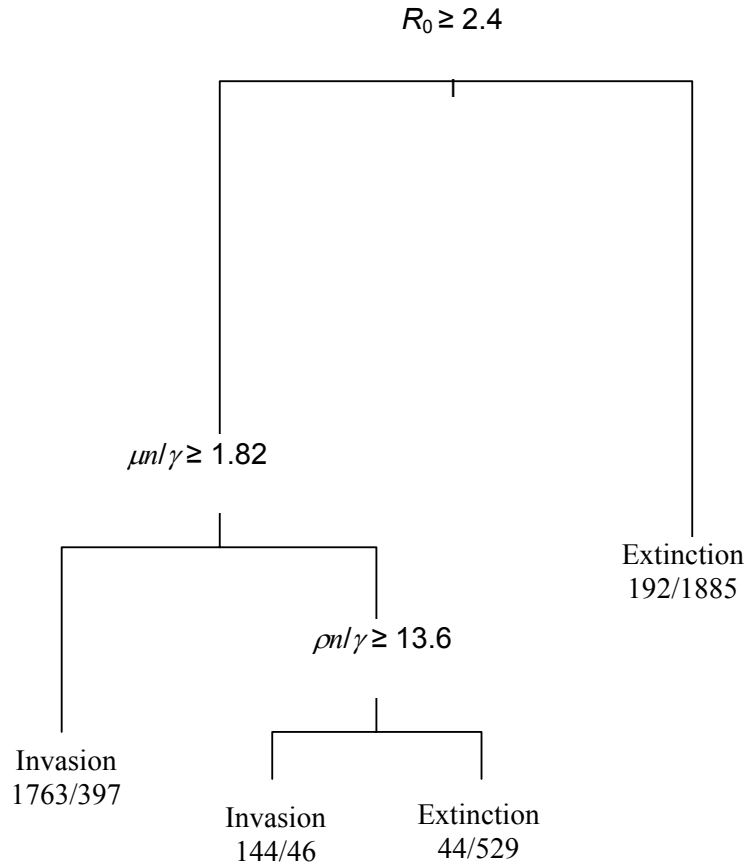 R₀ ≥ 2.4
μn/γ ≥ 1.82
Extinction
192/1885
ρn/γ ≥ 13.6
Invasion
1763/397
Invasion
144/46
Extinction
44/529